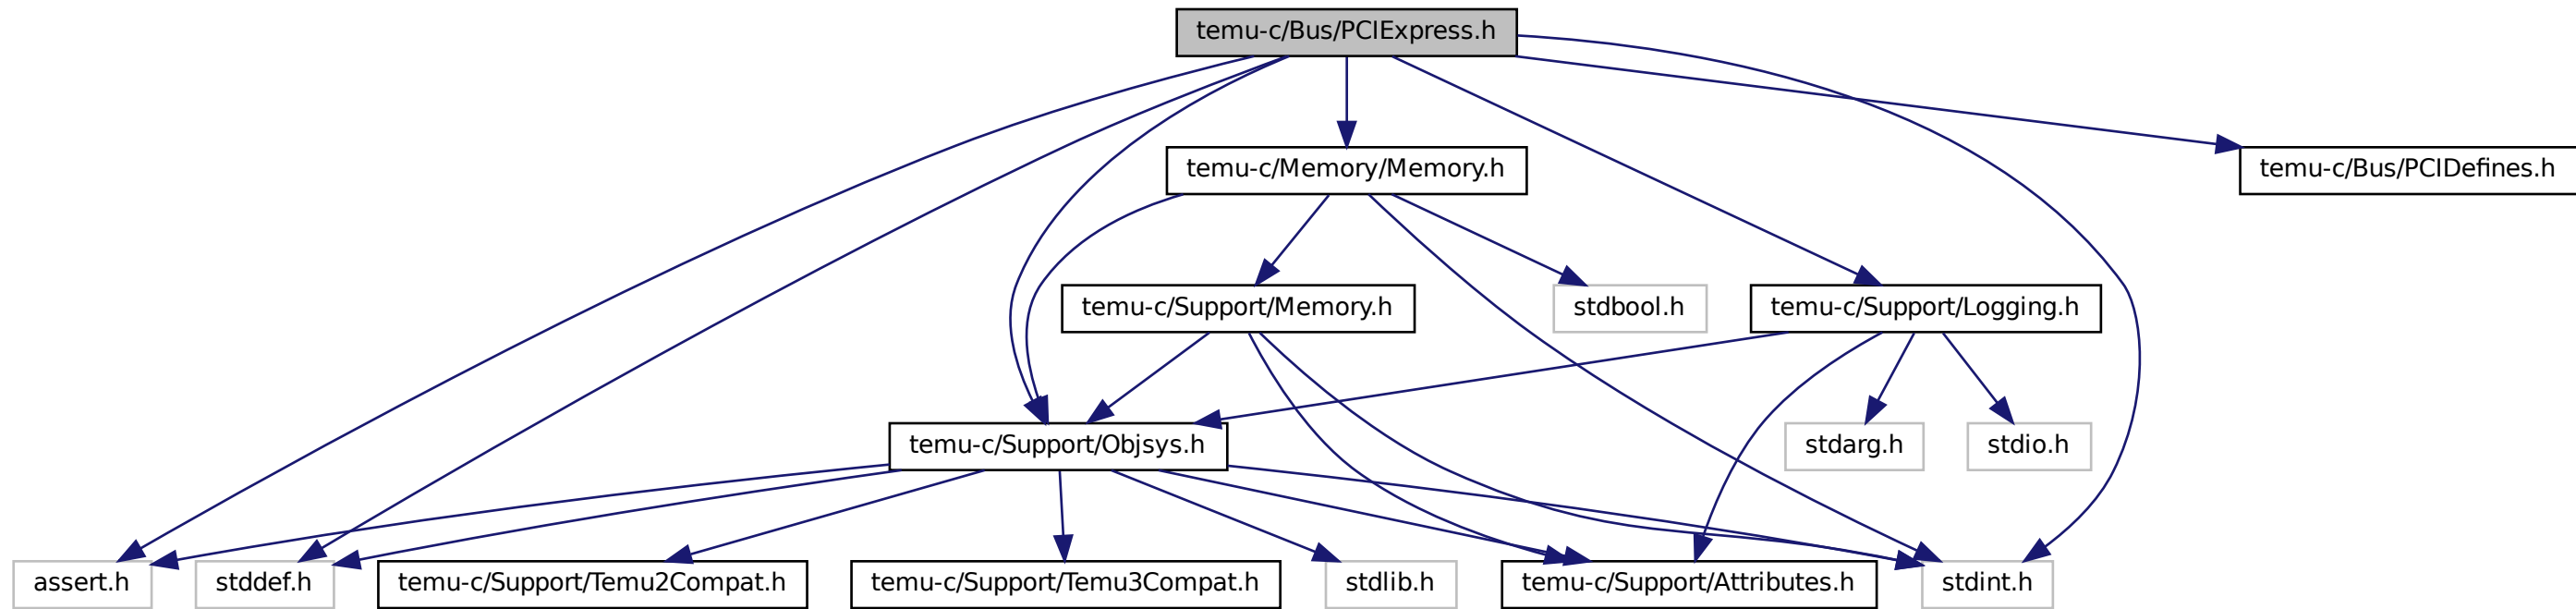 temu-c/Bus/PCIExpress.h
temu-c/Memory/Memory.h
temu-c/Bus/PCIDefines.h
temu-c/Support/Memory.h
stdbool.h
temu-c/Support/Logging.h
temu-c/Support/Objsys.h
stdarg.h
stdio.h
assert.h
stddef.h
temu-c/Support/Temu2Compat.h
temu-c/Support/Temu3Compat.h
stdlib.h
temu-c/Support/Attributes.h
stdint.h